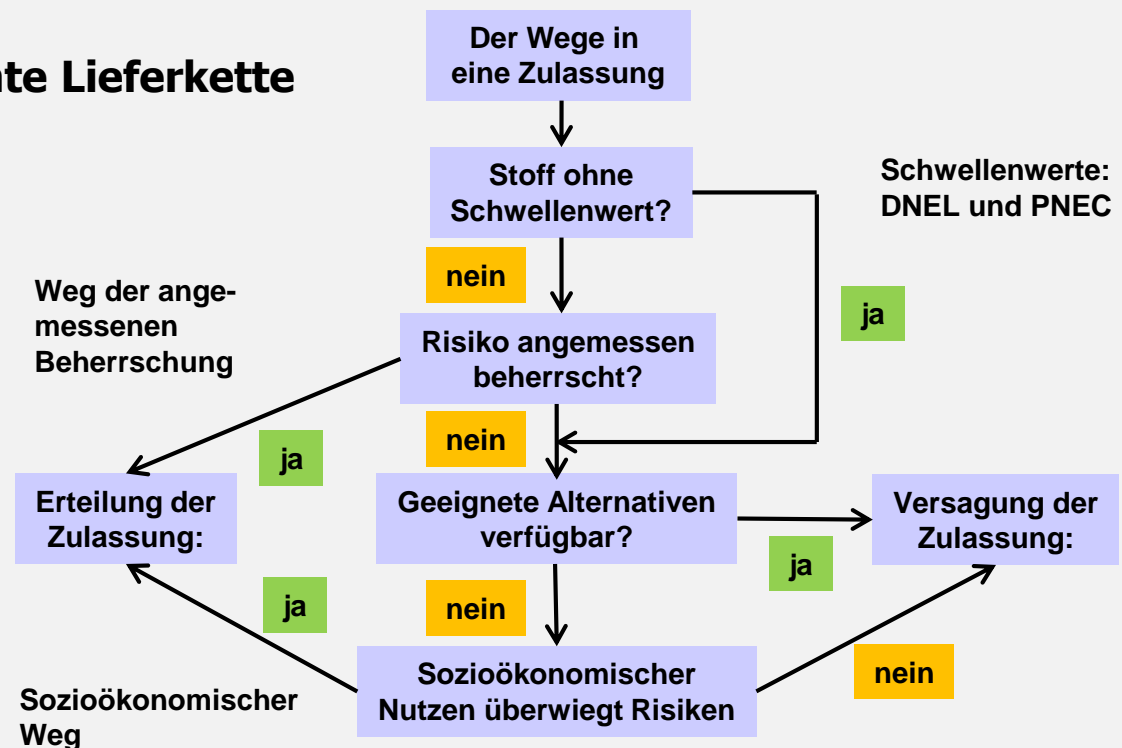 Der Wege in
eine Zulassung
Lieferkette
Stoff ohne
Schwellenwert?
Schwellenwerte:
DNEL und PNEC
nein
ja
Weg der ange-
messenen
Beherrschung
Risiko angemessen
beherrscht?
nein
ja
Erteilung der
Zulassung:
Geeignete Alternativen
verfügbar?
Versagung der
Zulassung:
ja
ja
nein
Sozioökonomischer
Nutzen überwiegt Risiken
nein
Sozioökonomischer
Weg